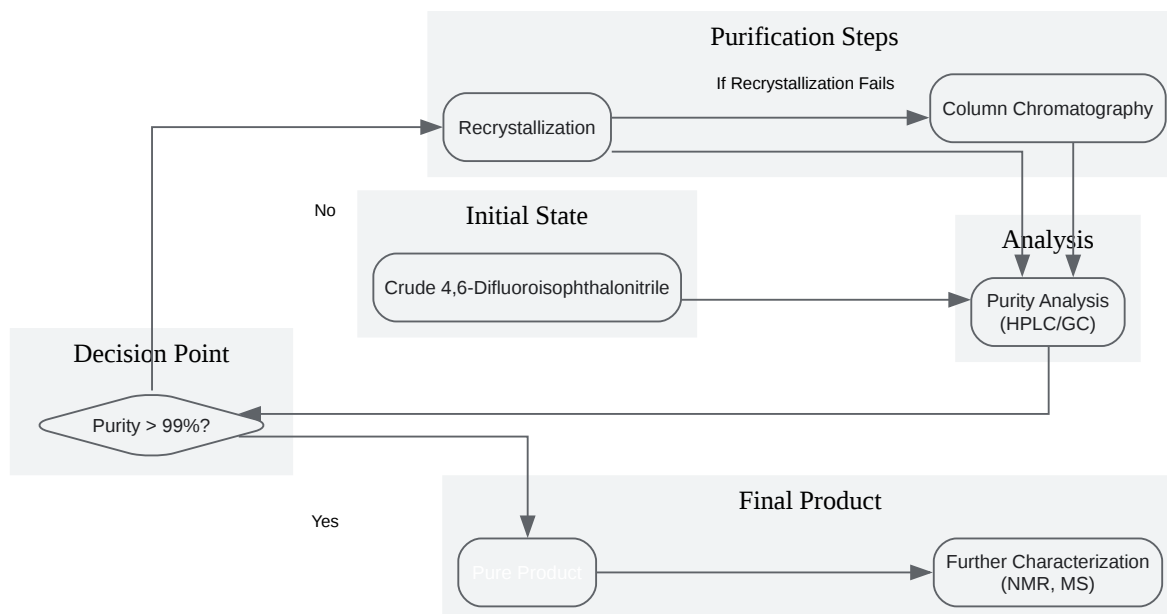 Purification Steps
If Recrystallization Fails
Recrystallization
Column Chromatography
No
Initial State
Crude 4,6-Difluoroisophthalonitrile
Analysis
Purity Analysis
(HPLC/GC)
Decision Point
Purity > 99%?
Yes
Final Product
Pure Product
Further Characterization
(NMR, MS)